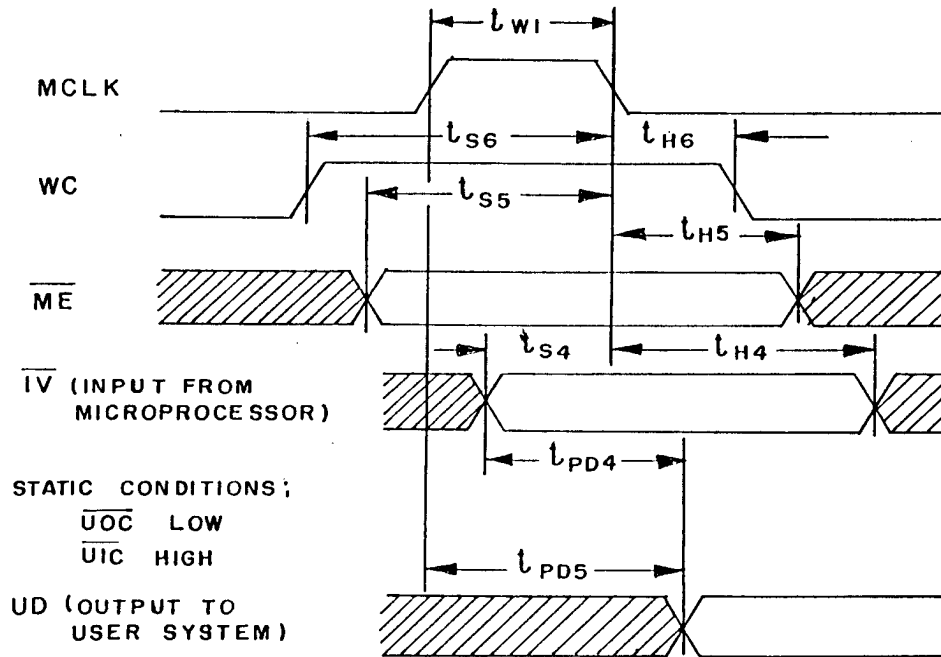 tW1
MCLK
tS6
tH6
WC
tS5
tH5
ME
tS4
tH4
IV (INPUT FROM
MICROPROCESSOR)
tPD4
STATIC CONDITIONS;
UOC LOW
UIC HIGH
tPD5
UD (OUTPUT TO
USER SYSTEM)